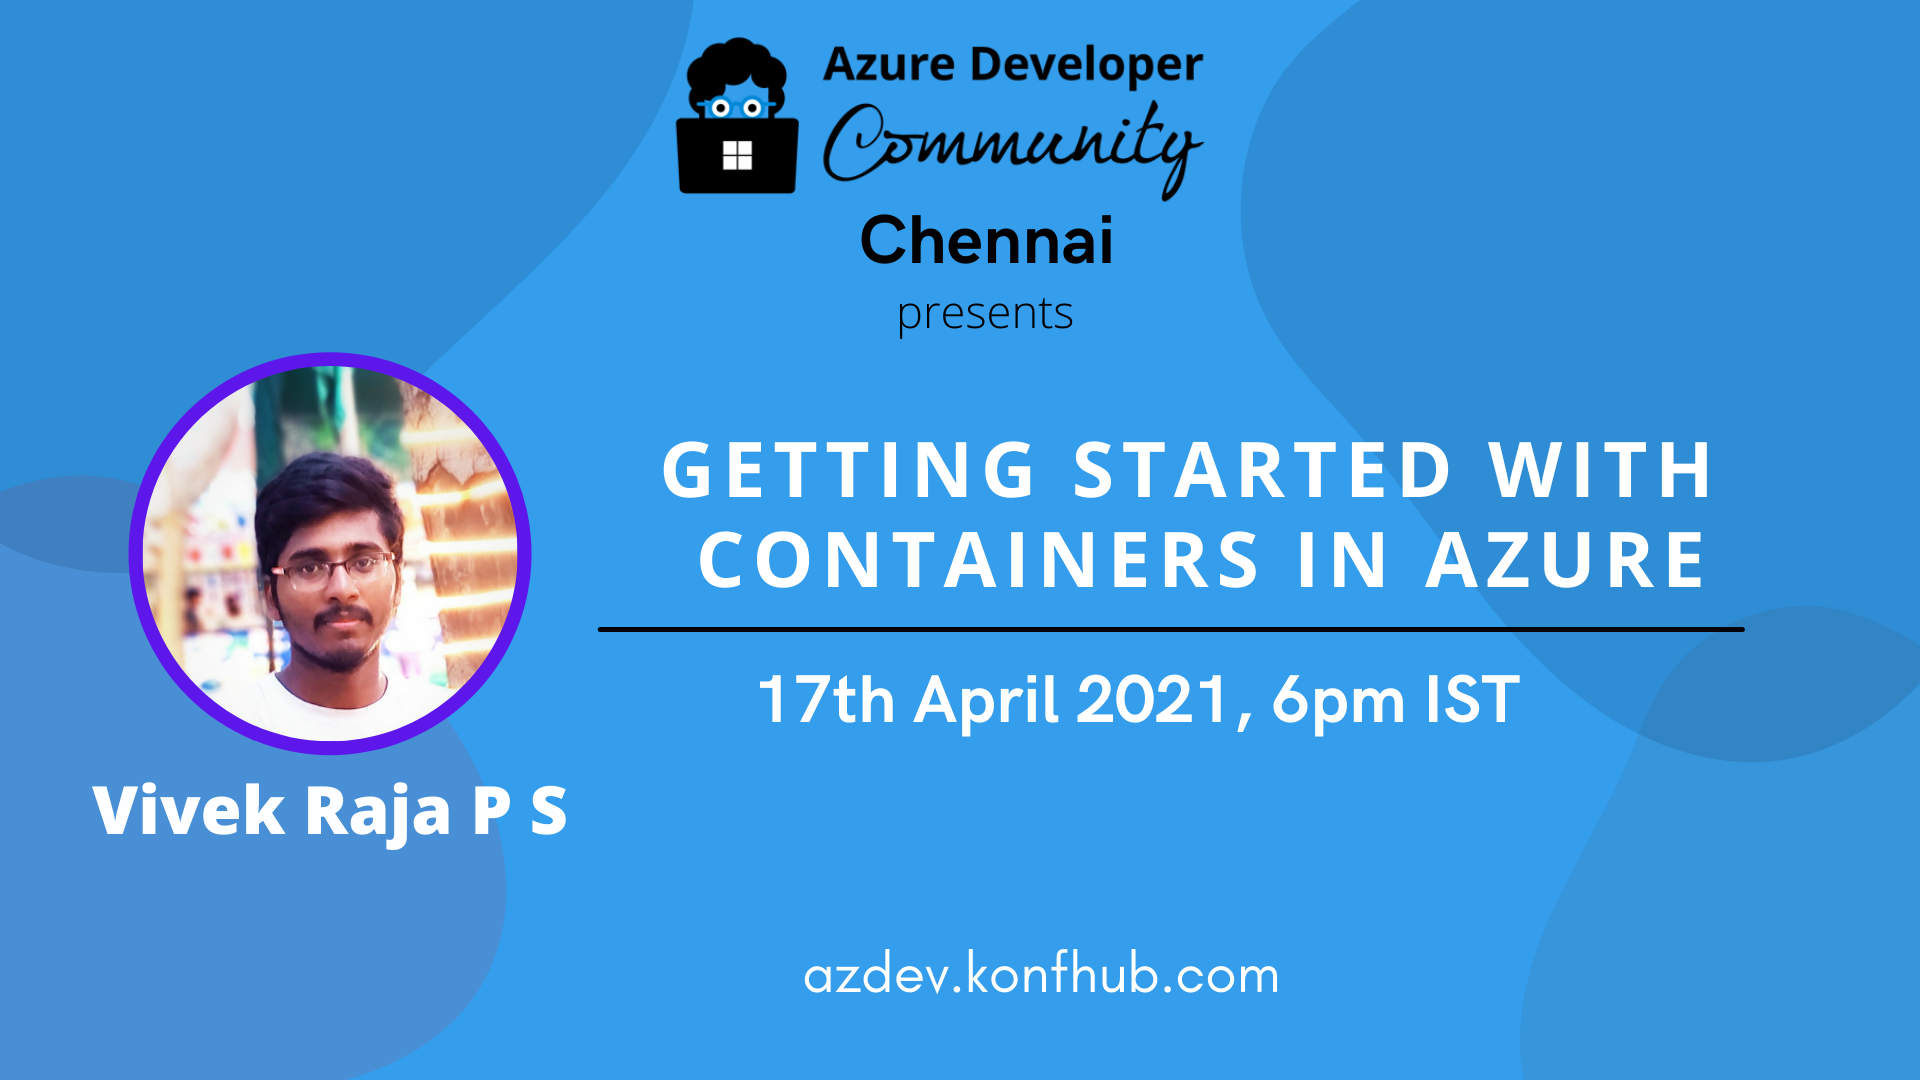 Azure Developer
Community
Chennai
presents
GETTING STARTED WITH
CONTAINERS IN AZURE
17th April 2021, 6pm IST
Vivek Raja P S
azdev.konfhub.com